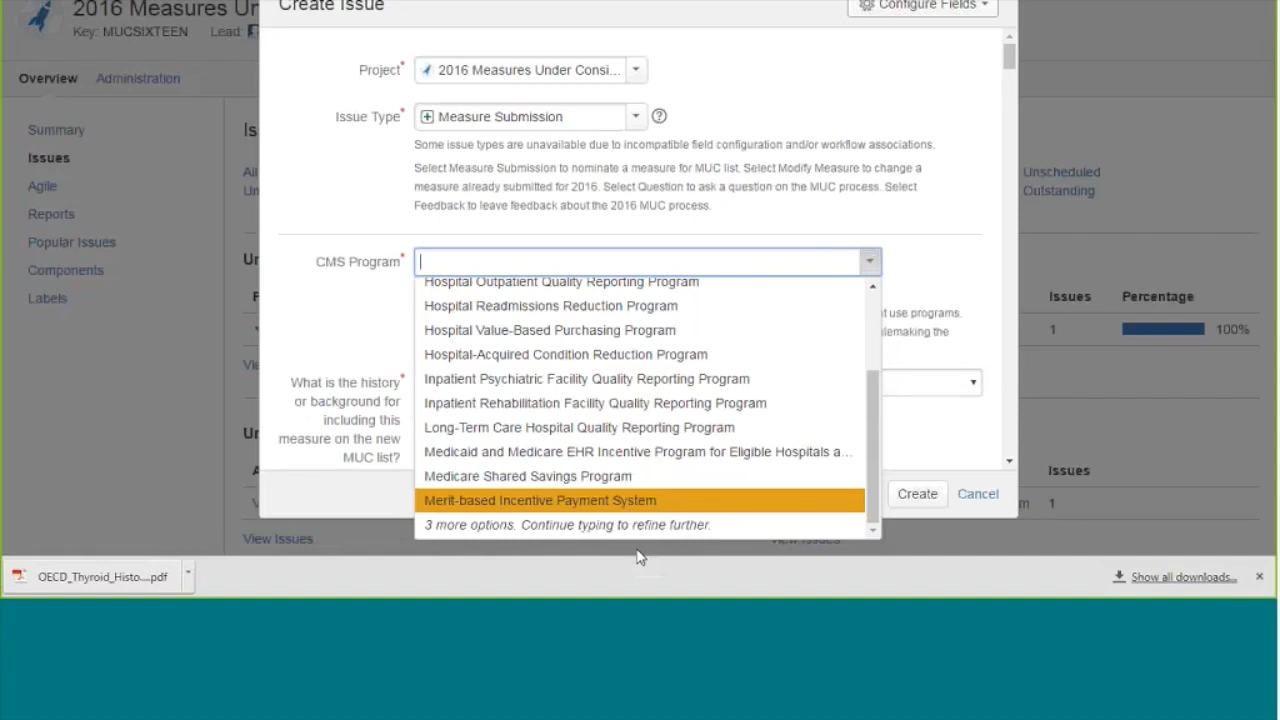 Create Issue
Configure Fields
2016 Measures Un
Key: MUCSIXTEEN Lead:
Overview Administration
Summary
Issues
Agile
Reports
Popular Issues
Components
Labels
Is
All
Un
Unscheduled
Outstanding
Issues Percentage
1 100%
Issues
1
View Issues
Project*
2016 Measures Under Consi...
Issue Type*
Measure Submission
Some issue types are unavailable due to incompatible field configuration and/or workflow associations.
Select Measure Submission to nominate a measure for MUC list. Select Modify Measure to change a
measure already submitted for 2016. Select Question to ask a question on the MUC process. Select
Feedback to leave feedback about the 2016 MUC process.
CMS Program*
Hospital Outpatient Quality Reporting Program
Hospital Readmissions Reduction Program
Hospital Value-Based Purchasing Program
Hospital-Acquired Condition Reduction Program
Inpatient Psychiatric Facility Quality Reporting Program
Inpatient Rehabilitation Facility Quality Reporting Program
Long-Term Care Hospital Quality Reporting Program
Medicaid and Medicare EHR Incentive Program for Eligible Hospitals a...
Medicare Shared Savings Program
Merit-based Incentive Payment System
3 more options. Continue typing to refine further.
t use programs.
lemaking the
What is the history*
or background for
including this
measure on the new
MUC list?
Create Cancel
OECD_Thyroid_Histo....pdf
Show all downloads...